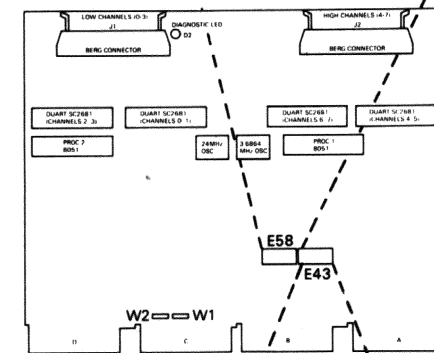 LOW CHANNELS (0-3)
J1
BERG CONNECTOR
DIAGNOSTIC LED
D2
HIGH CHANNELS (4-7)
J2
BERG CONNECTOR
DUART SC2681
(CHANNELS 2, 3)
DUART SC2681
(CHANNELS 0, 1)
DUART SC2681
(CHANNELS 6, 7)
DUART SC2681
(CHANNELS 4, 5)
PROC 2
8051
24MHz
OSC
3.6864
MHz OSC
PROC 1
8051
E58
E43
W2
W1
D
C
B
A